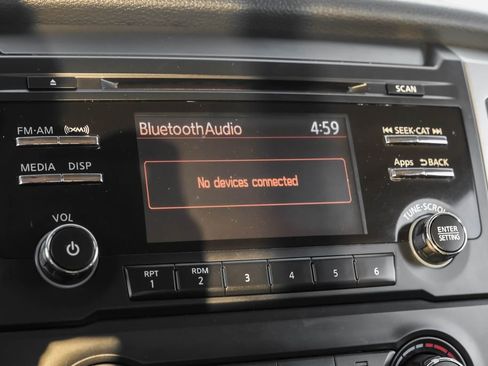 SCAN
FM·AM (XM)
BluetoothAudio 4:59
SEEK·CAT
MEDIA DISP
No devices connected
Apps BACK
VOL
TUNE·SCROLL
ENTER
SETTING
RPT
1
RDM
2
3
4
5
6